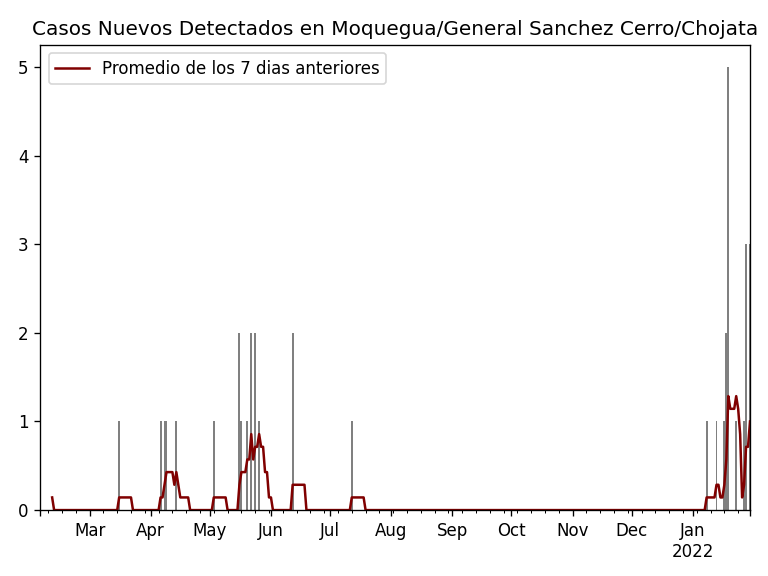 Casos Nuevos Detectados en Moquegua/General Sanchez Cerro/Chojata
Promedio de los 7 dias anteriores
5
4
3
2
1
0
Mar Apr May Jun Jul Aug Sep Oct Nov Dec Jan
2022